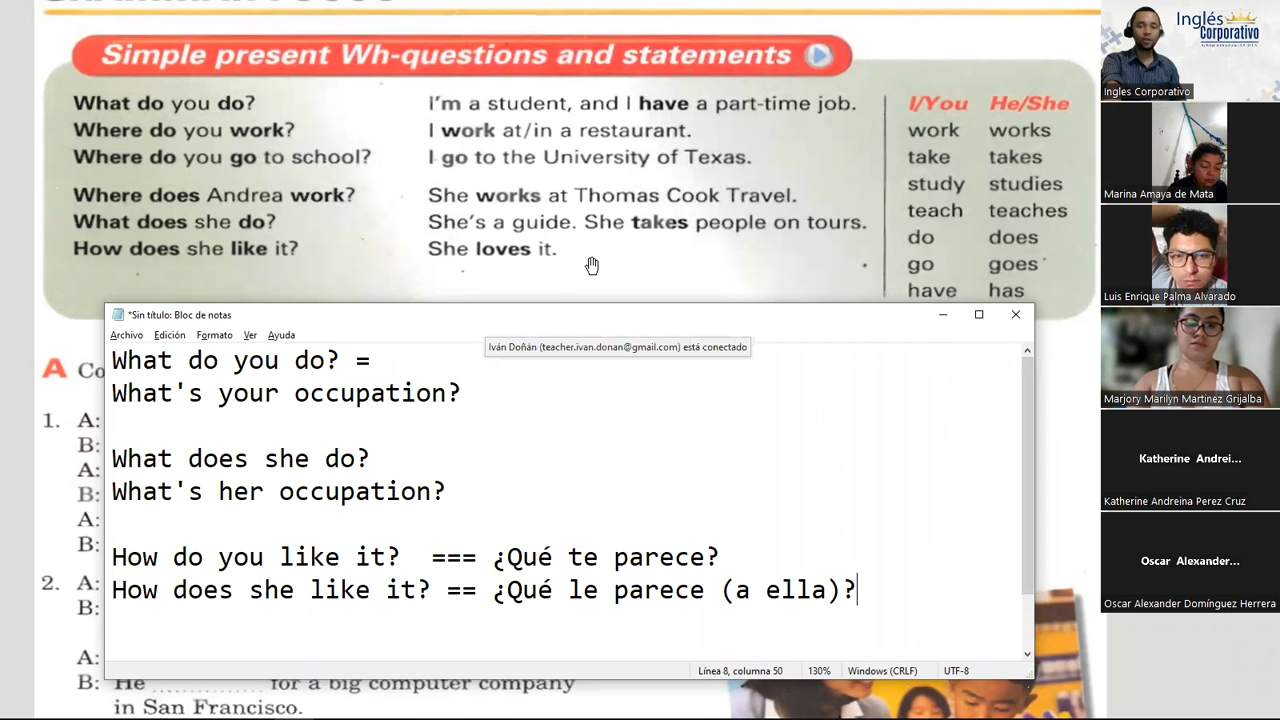 Simple present Wh-questions and statements
What do you do? I'm a student, and I have a part-time job.
Where do you work? I work at/in a restaurant.
Where do you go to school? I go to the University of Texas.
Where does Andrea work? She works at Thomas Cook Travel.
What does she do? She's a guide. She takes people on tours.
How does she like it? She loves it.
I/You He/She
work works
take takes
study studies
teach teaches
do does
go goes
have has
*Sin título: Bloc de notas
Archivo Edición Formato Ver Ayuda
Iván Doñán (teacher.ivan.donan@gmail.com) está conectado
What do you do? =
What's your occupation?
What does she do?
What's her occupation?
How do you like it? === ¿Qué te parece?
How does she like it? == ¿Qué le parece (a ella)?
Línea 8, columna 50 130% Windows (CRLF) UTF-8
A Co
1. A:
B:
A:
B:
A:
B:
2. A:
B:
A:
B: He ............ for a big computer company
in San Francisco.
Inglés
Corporativo
Ingles Corporativo
Marina Amaya de Mata
Luis Enrique Palma Alvarado
Marjory Marilyn Martinez Grijalba
Katherine Andrei...
Katherine Andreina Perez Cruz
Oscar Alexander...
Oscar Alexander Domínguez Herrera